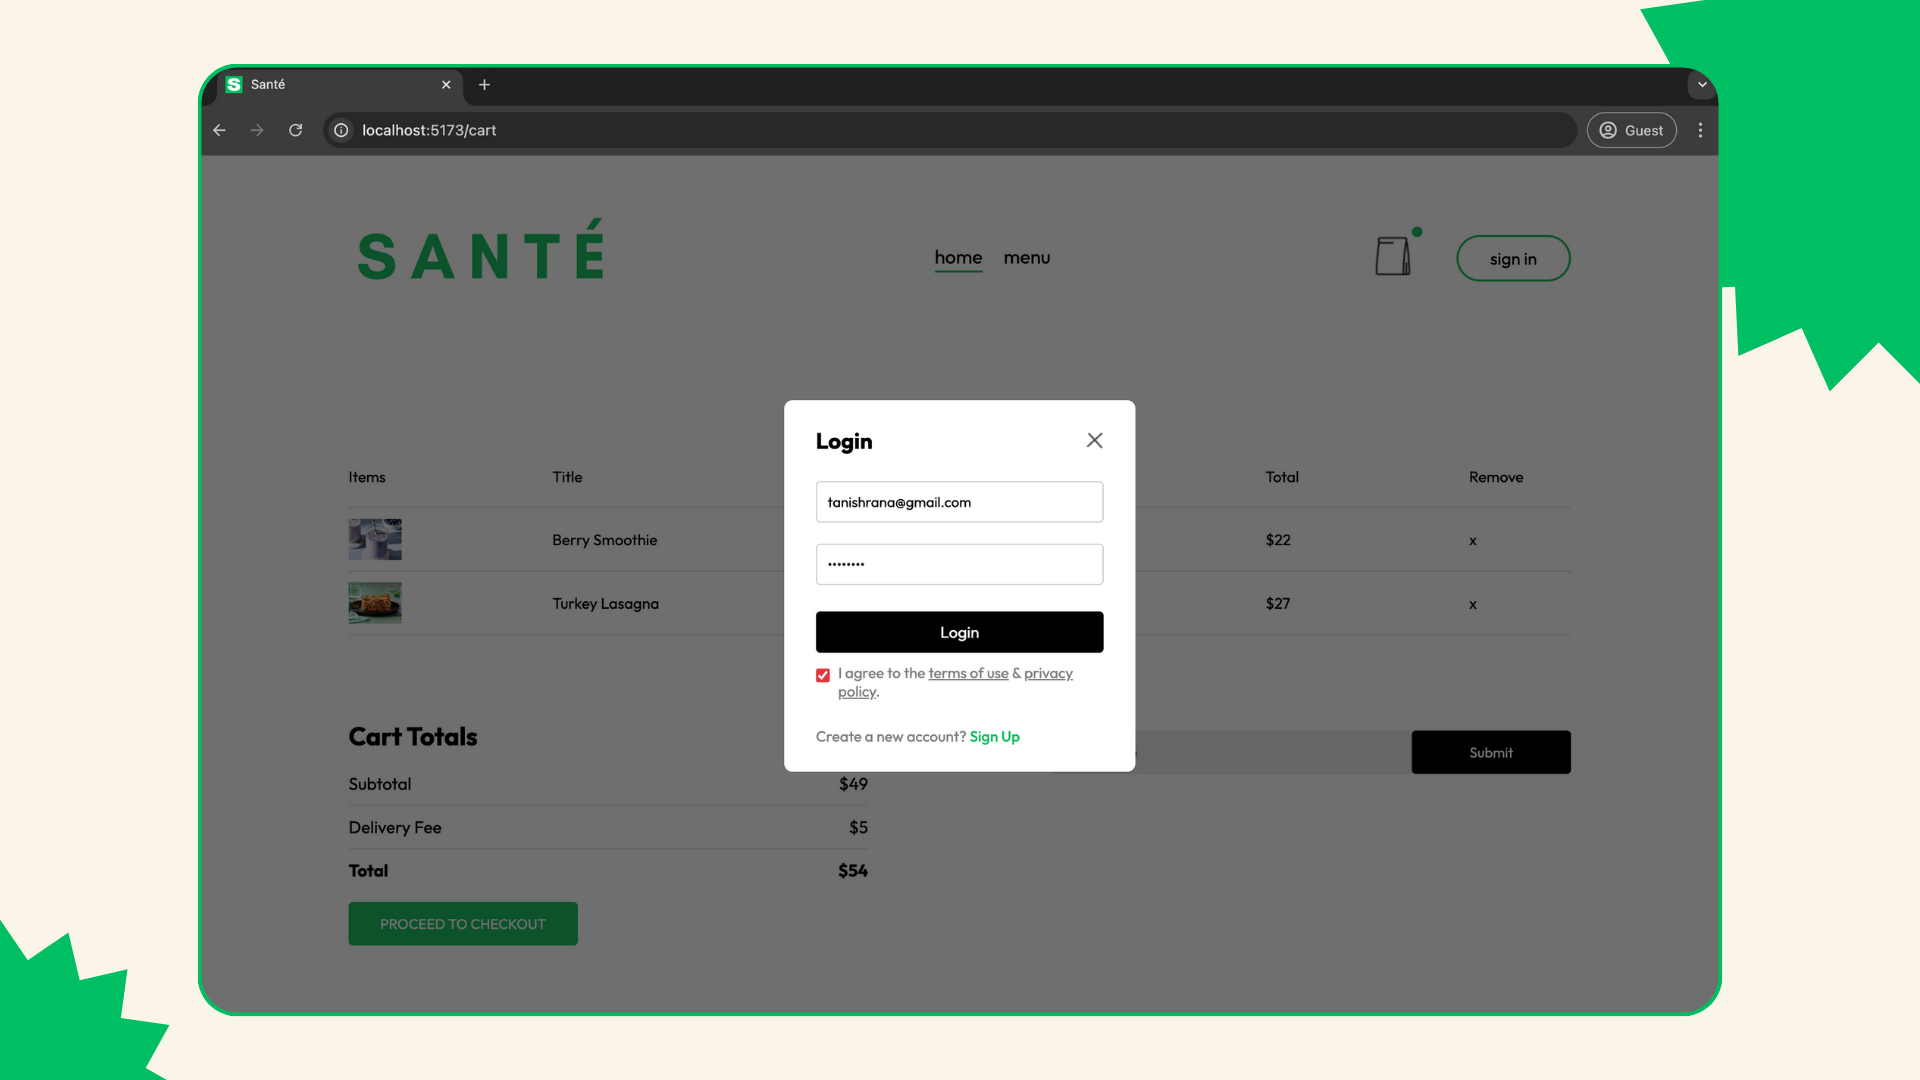 S Santé
localhost:5173/cart
Guest
SANTÉ
home menu
sign in
Login
tanishrana@gmail.com
••••••••
Login
I agree to the terms of use & privacy
policy.
Create a new account? Sign Up
Items Title Total Remove
Berry Smoothie $22 x
Turkey Lasagna $27 x
Cart Totals
Subtotal $49
Delivery Fee $5
Total $54
PROCEED TO CHECKOUT
Submit